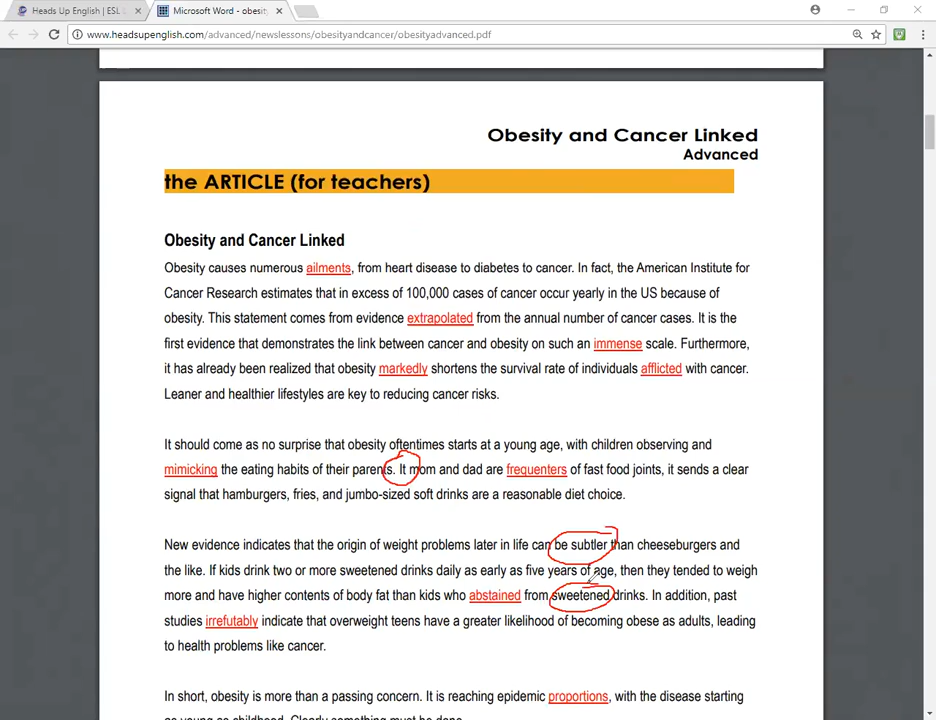 Heads Up English | ESL
Microsoft Word - obesit
www.headsupenglish.com/advanced/newslessons/obesityandcancer/obesityadvanced.pdf
Obesity and Cancer Linked
Advanced
the ARTICLE (for teachers)
Obesity and Cancer Linked
Obesity causes numerous ailments, from heart disease to diabetes to cancer. In fact, the American Institute for
Cancer Research estimates that in excess of 100,000 cases of cancer occur yearly in the US because of
obesity. This statement comes from evidence extrapolated from the annual number of cancer cases. It is the
first evidence that demonstrates the link between cancer and obesity on such an immense scale. Furthermore,
it has already been realized that obesity markedly shortens the survival rate of individuals afflicted with cancer.
Leaner and healthier lifestyles are key to reducing cancer risks.
It should come as no surprise that obesity oftentimes starts at a young age, with children observing and
mimicking the eating habits of their parents. It mom and dad are frequenters of fast food joints, it sends a clear
signal that hamburgers, fries, and jumbo-sized soft drinks are a reasonable diet choice.
New evidence indicates that the origin of weight problems later in life can be subtler than cheeseburgers and
the like. If kids drink two or more sweetened drinks daily as early as five years of age, then they tended to weigh
more and have higher contents of body fat than kids who abstained from sweetened drinks. In addition, past
studies irrefutably indicate that overweight teens have a greater likelihood of becoming obese as adults, leading
to health problems like cancer.
In short, obesity is more than a passing concern. It is reaching epidemic proportions, with the disease starting
as young as childhood. Clearly something must be done.